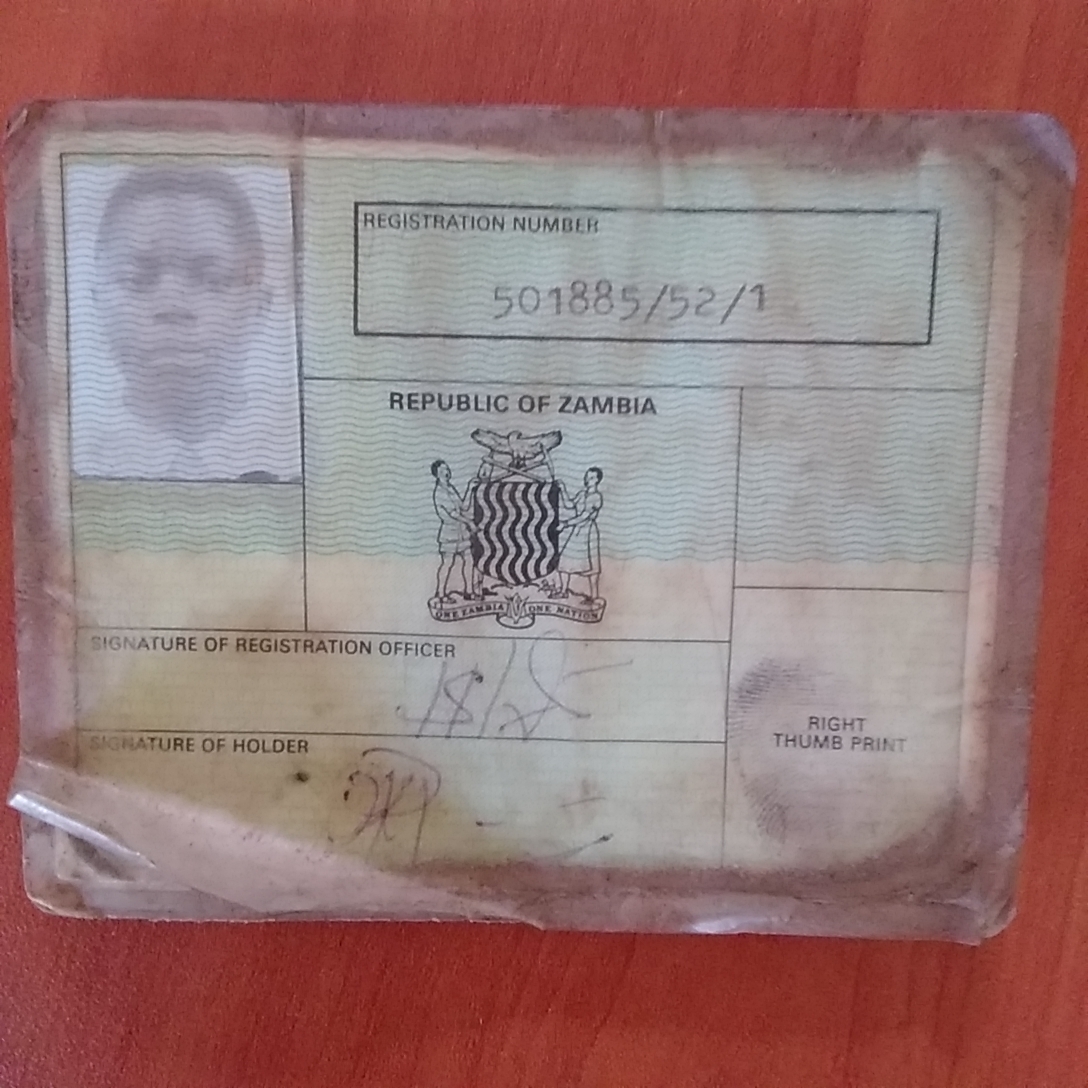 REGISTRATION NUMBER
501885/52/1
REPUBLIC OF ZAMBIA
ONE ZAMBIA ONE NATION
SIGNATURE OF REGISTRATION OFFICER
SIGNATURE OF HOLDER
RIGHT
THUMB PRINT